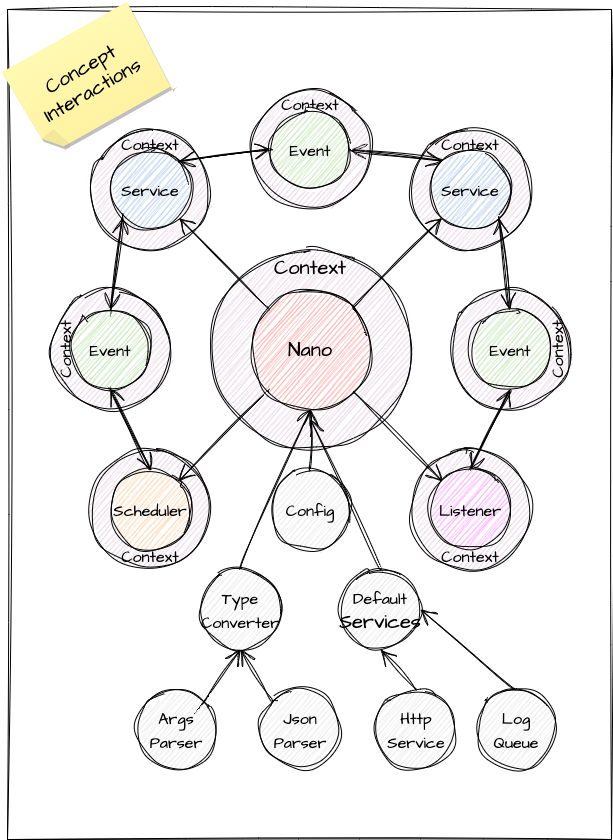 Concept
Interactions
Context
Event
Context
Service
Context
Service
Context
Nano
Context
Event
Context
Event
Scheduler
Context
Config
Listener
Context
Type
Converter
Default
Services
Args
Parser
Json
Parser
Http
Service
Log
Queue